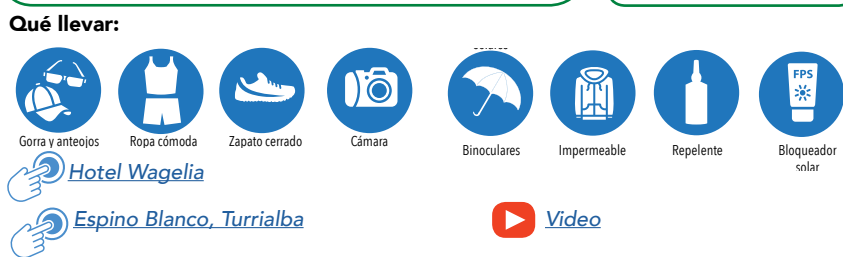 Qué llevar:
FPS
Gorra y anteojos
Ropa cómoda
Zapato cerrado
Cámara
Binoculares
Impermeable
Repelente
Bloqueador
solar
Hotel Wagelia
Espino Blanco, Turrialba
Video